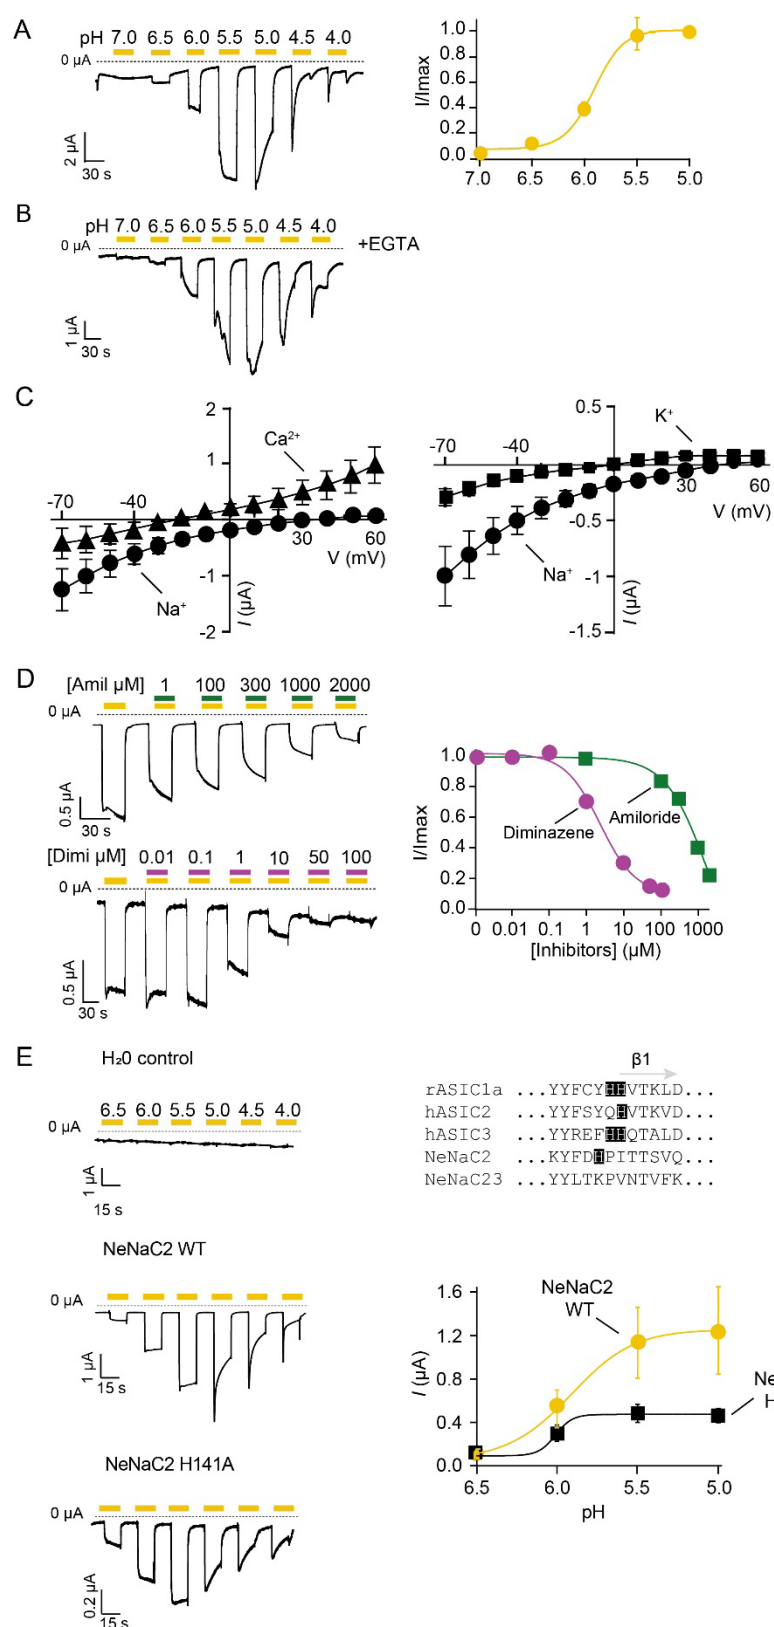 A
pH 7.0 6.5 6.0 5.5 5.0 4.5 4.0
0 µA
2 µA
30 s
I/Imax
1.0
0.8
0.6
0.4
0.2
0.0
7.0 6.5 6.0 5.5 5.0
B
pH 7.0 6.5 6.0 5.5 5.0 4.5 4.0
0 µA
+EGTA
1 µA
30 s
C
2
Ca²⁺
1
-70 -40
30 60
V (mV)
-1
Na⁺
I (µA)
-2
0.5
K⁺
-70 -40
30 60
V (mV)
-0.5
Na⁺
-1
I (µA)
-1.5
D
[Amil µM] 1 100 300 1000 2000
0 µA
0.5 µA
30 s
[Dimi µM] 0.01 0.1 1 10 50 100
0 µA
0.5 µA
30 s
I/Imax
1.0
0.8
0.6
0.4
0.2
0.0
Diminazene
Amiloride
0 0.01 0.1 1 10 100 1000
[Inhibitors] (µM)
E
H₂0 control
6.5 6.0 5.5 5.0 4.5 4.0
0 µA
1 µA
15 s
β1
rASIC1a ...YYFCYHHVTKLD...
hASIC2 ...YYFSYQHVTKVD...
hASIC3 ...YYREFHHQTALD...
NeNaC2 ...KYFDHPITTSVQ...
NeNaC23 ...YYLTKPVNTVFK...
NeNaC2 WT
0 µA
1 µA
15 s
NeNaC2 H141A
0 µA
0.2 µA
15 s
I (µA)
1.6
1.2
0.8
0.4
0.0
NeNaC2
WT
Ne
H
6.5 6.0 5.5 5.0
pH